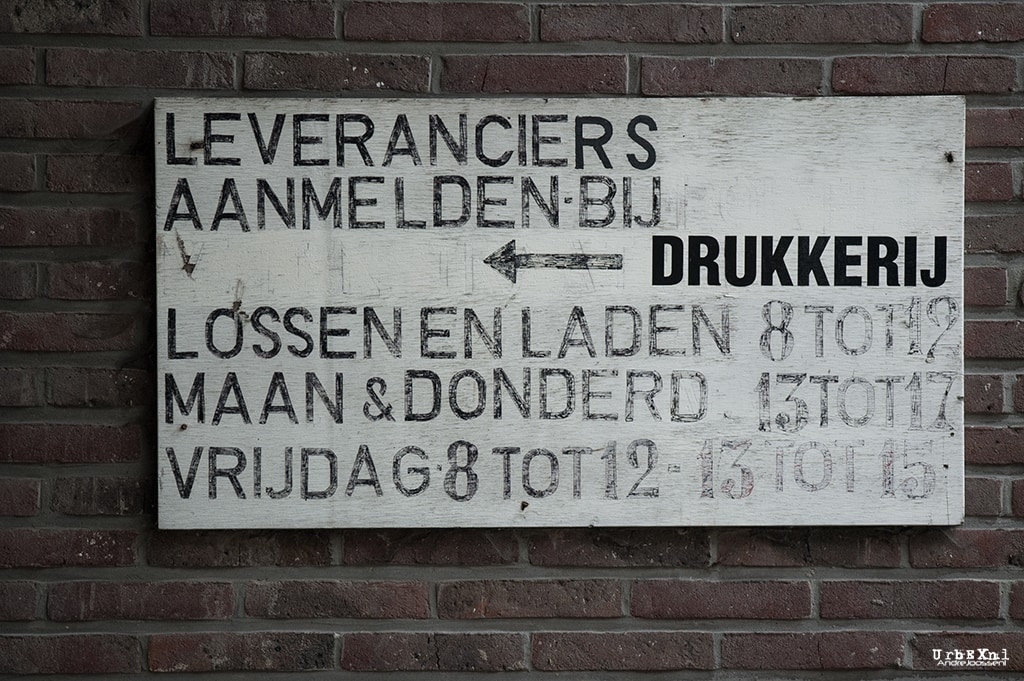 LEVERANCIERS
AANMELDEN·BIJ
DRUKKERIJ
LOSSEN EN LADEN 8 TOT 12
MAAN & DONDERD 13 TOT 17
VRIJDAG·8 TOT 12 - 13 TOT 15
UrbEXnl
AndreJoossenl